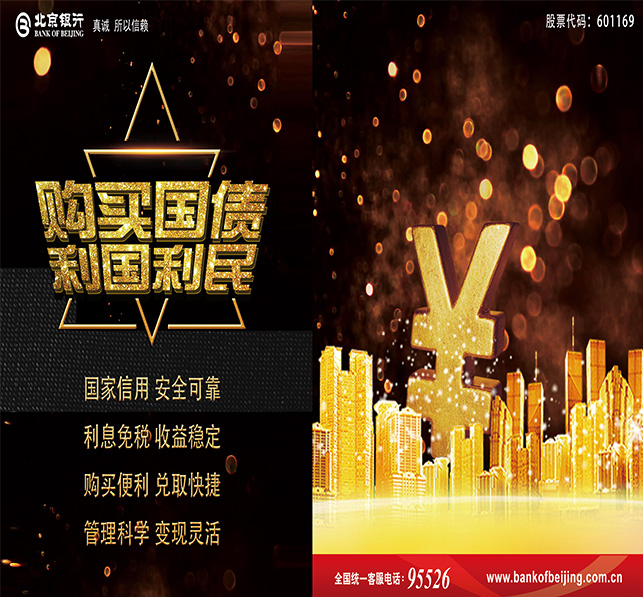 北京银行
BANK OF BEIJING
真诚 所以信赖
股票代码：601169
购买国债
利国利民
国家信用 安全可靠
利息免税 收益稳定
购买便利 兑取快捷
管理科学 变现灵活
¥
全国统一客服电话：95526
www.bankofbeijing.com.cn